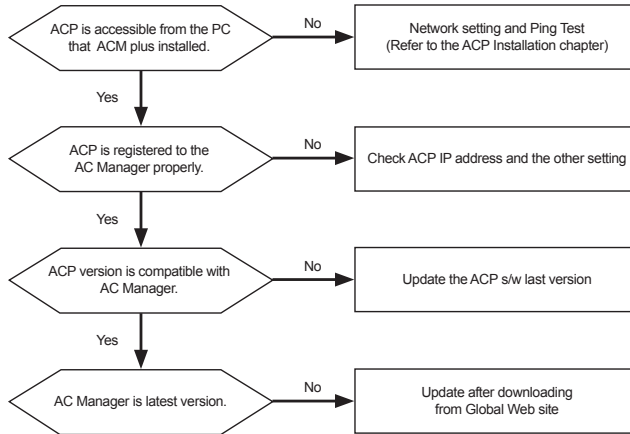 ACP is accessible from the PC
that ACM plus installed.
No
Network setting and Ping Test
(Refer to the ACP Installation chapter)
Yes
ACP is registered to the
AC Manager properly.
No
Check ACP IP address and the other setting
Yes
ACP version is compatible with
AC Manager.
No
Update the ACP s/w last version
Yes
AC Manager is latest version.
No
Update after downloading
from Global Web site